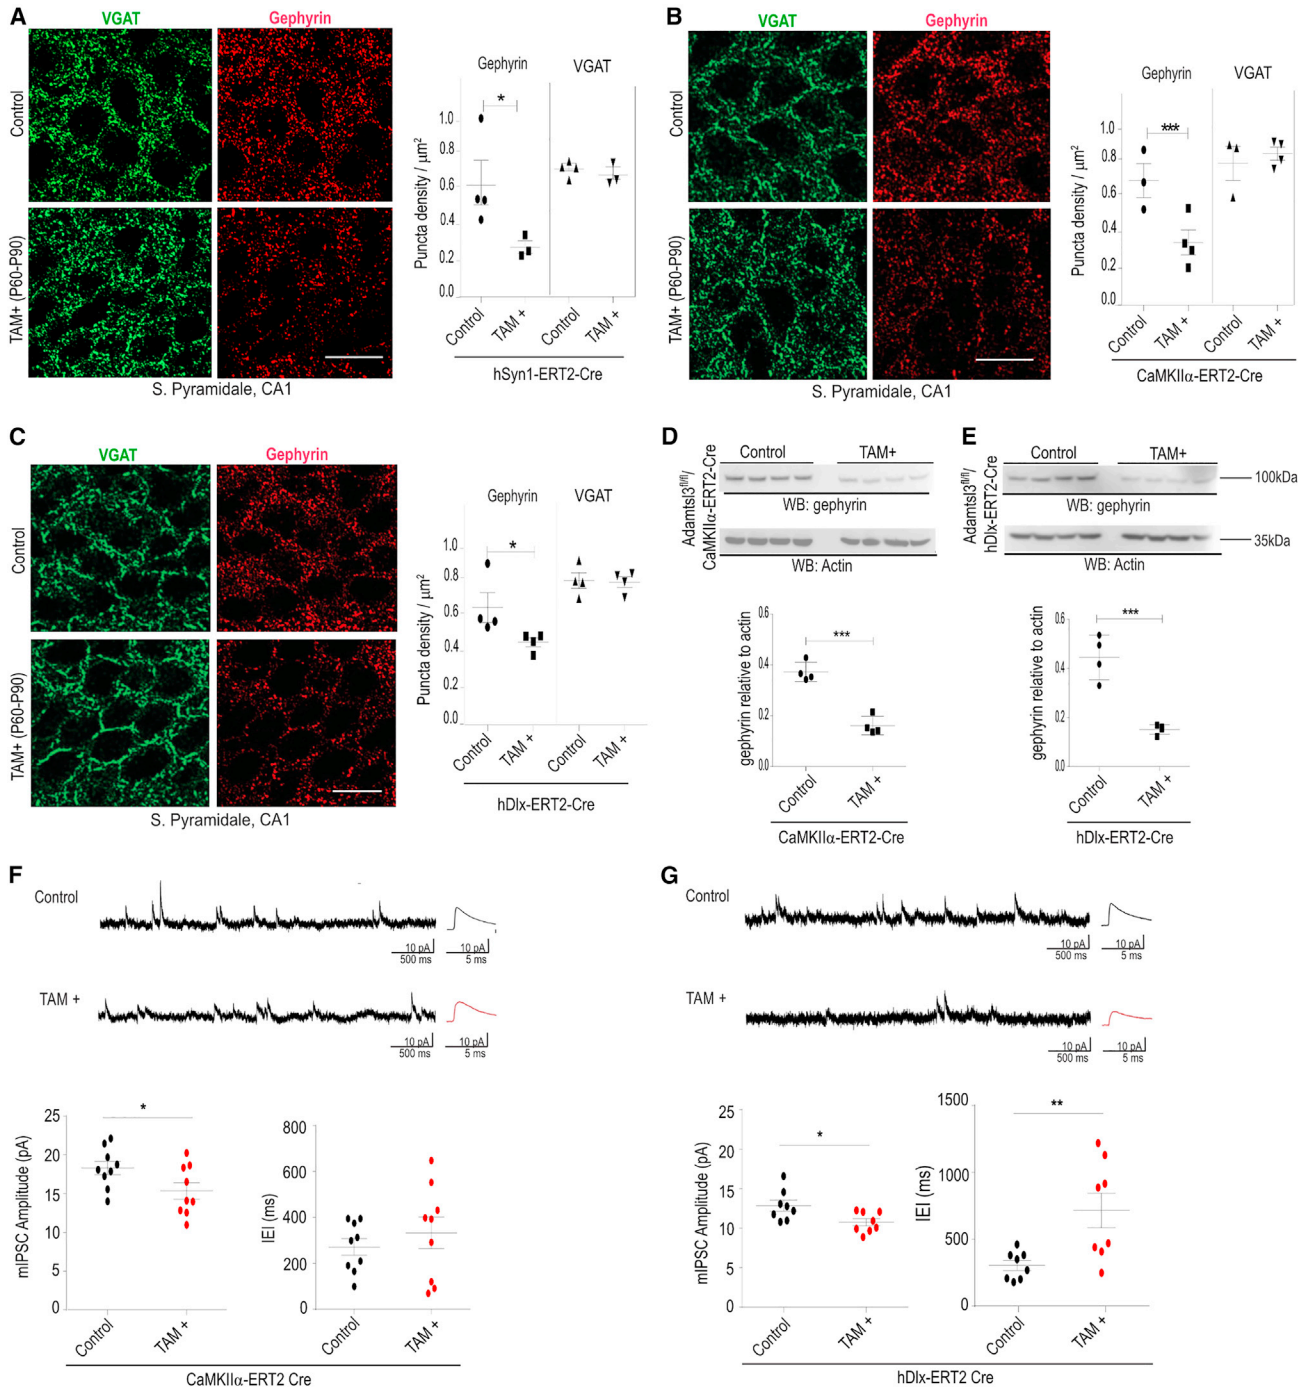 A
VGAT
Gephyrin
Control
TAM+ (P60-P90)
S. Pyramidale, CA1
Gephyrin
VGAT
*
Puncta density / μm²
1.0
0.8
0.6
0.4
0.2
0.0
Control
TAM +
Control
TAM +
hSyn1-ERT2-Cre
B
VGAT
Gephyrin
Control
TAM+ (P60-P90)
S. Pyramidale, CA1
Gephyrin
VGAT
***
Puncta density / μm²
1.0
0.8
0.6
0.4
0.2
0.0
Control
TAM +
Control
TAM +
CaMKIIα-ERT2-Cre
C
VGAT
Gephyrin
Control
TAM+ (P60-P90)
S. Pyramidale, CA1
Gephyrin
VGAT
*
Puncta density / μm²
1.0
0.8
0.6
0.4
0.2
0.0
Control
TAM +
Control
TAM +
hDlx-ERT2-Cre
D
Adamtsl3fl/fl/
CaMKIIα-ERT2-Cre
Control
TAM+
WB: gephyrin
WB: Actin
gephyrin relative to actin
0.6
0.4
0.2
0.0
***
Control
TAM +
CaMKIIα-ERT2-Cre
E
Adamtsl3fl/fl/
hDlx-ERT2-Cre
Control
TAM+
100kDa
WB: gephyrin
35kDa
WB: Actin
gephyrin relative to actin
0.6
0.4
0.2
0.0
***
Control
TAM +
hDlx-ERT2-Cre
F
Control
10 pA
500 ms
10 pA
5 ms
TAM +
10 pA
500 ms
10 pA
5 ms
mIPSC Amplitude (pA)
25
20
15
10
5
0
*
Control
TAM +
IEI (ms)
800
600
400
200
0
Control
TAM +
CaMKIIα-ERT2 Cre
G
Control
10 pA
500 ms
10 pA
5 ms
TAM +
10 pA
500 ms
10 pA
5 ms
mIPSC Amplitude (pA)
25
20
15
10
5
0
*
Control
TAM +
IEI (ms)
1500
1000
500
0
**
Control
TAM +
hDlx-ERT2 Cre